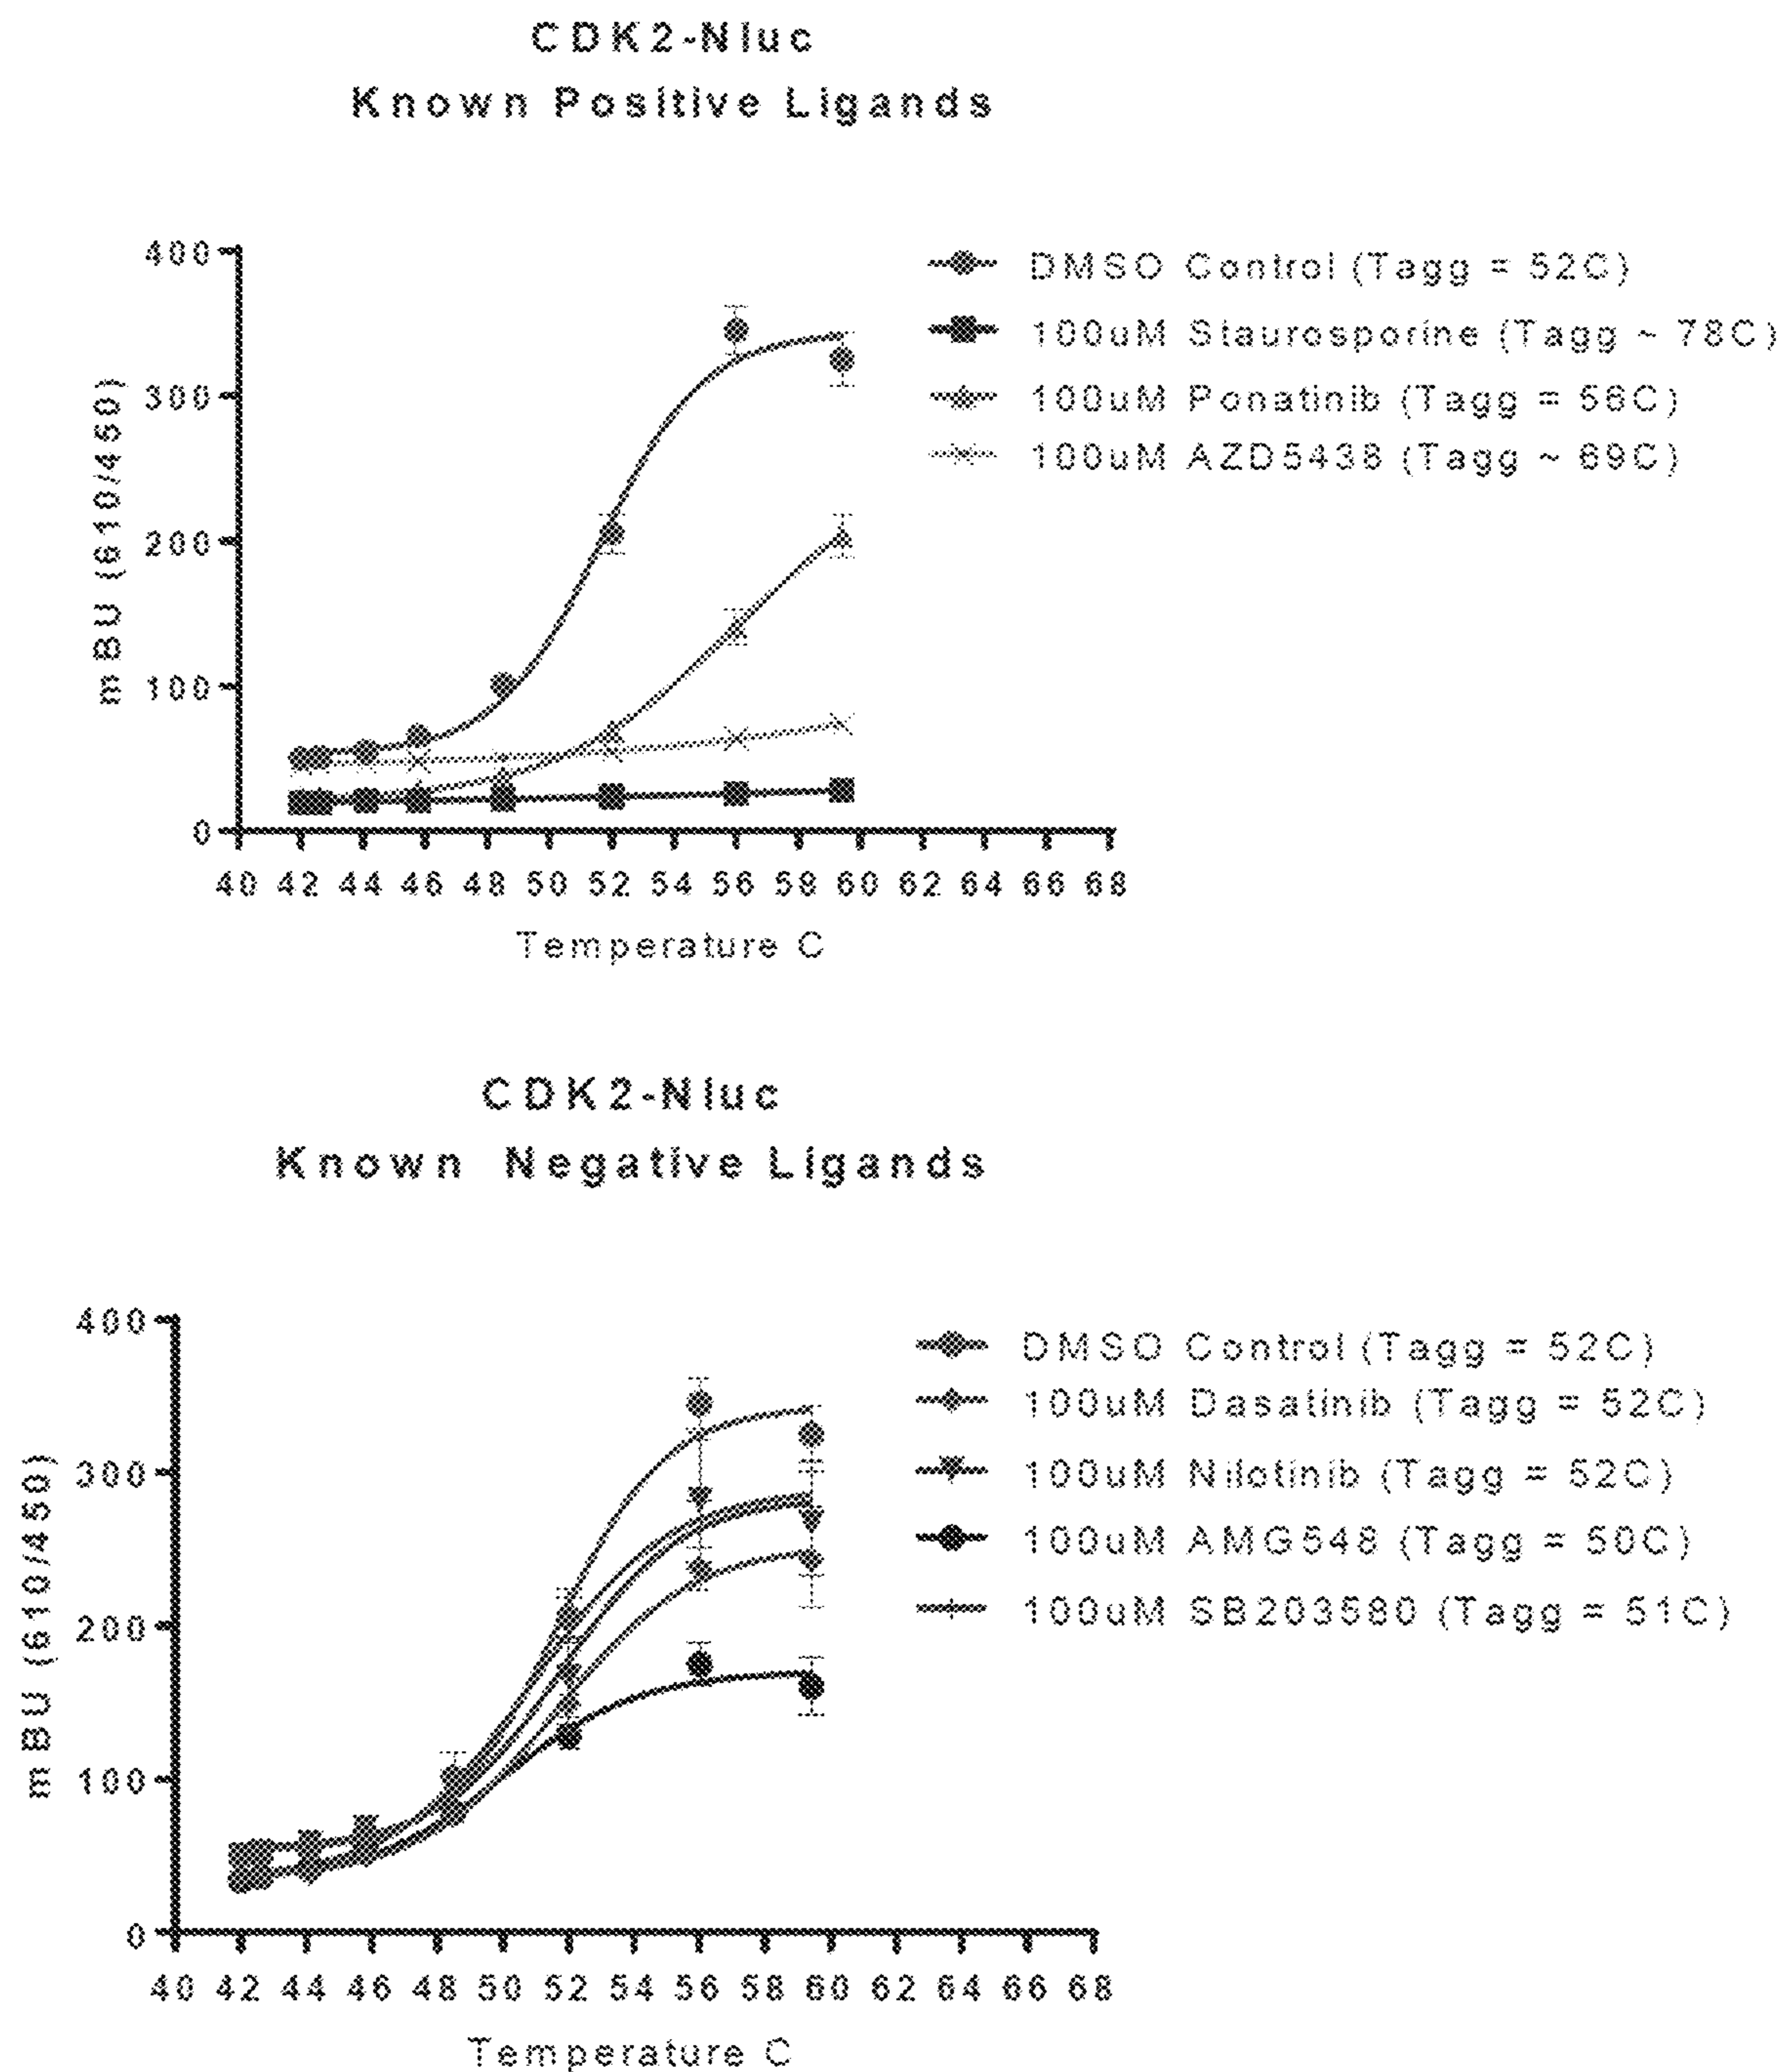 CDK2-Nluc
Known Positive Ligands
400
300
200
100
0
mBU (610/450)
40 42 44 46 48 50 52 54 56 58 60 62 64 66 68
Temperature C
DMSO Control (Tagg = 52C)
100uM Staurosporine (Tagg ~ 78C)
100uM Ponatinib (Tagg = 56C)
100uM AZD5438 (Tagg ~ 69C)
CDK2-Nluc
Known Negative Ligands
400
300
200
100
0
mBU (610/450)
40 42 44 46 48 50 52 54 56 58 60 62 64 66 68
Temperature C
DMSO Control (Tagg = 52C)
100uM Dasatinib (Tagg = 52C)
100uM Nilotinib (Tagg = 52C)
100uM AMG548 (Tagg = 50C)
100uM SB203580 (Tagg = 51C)